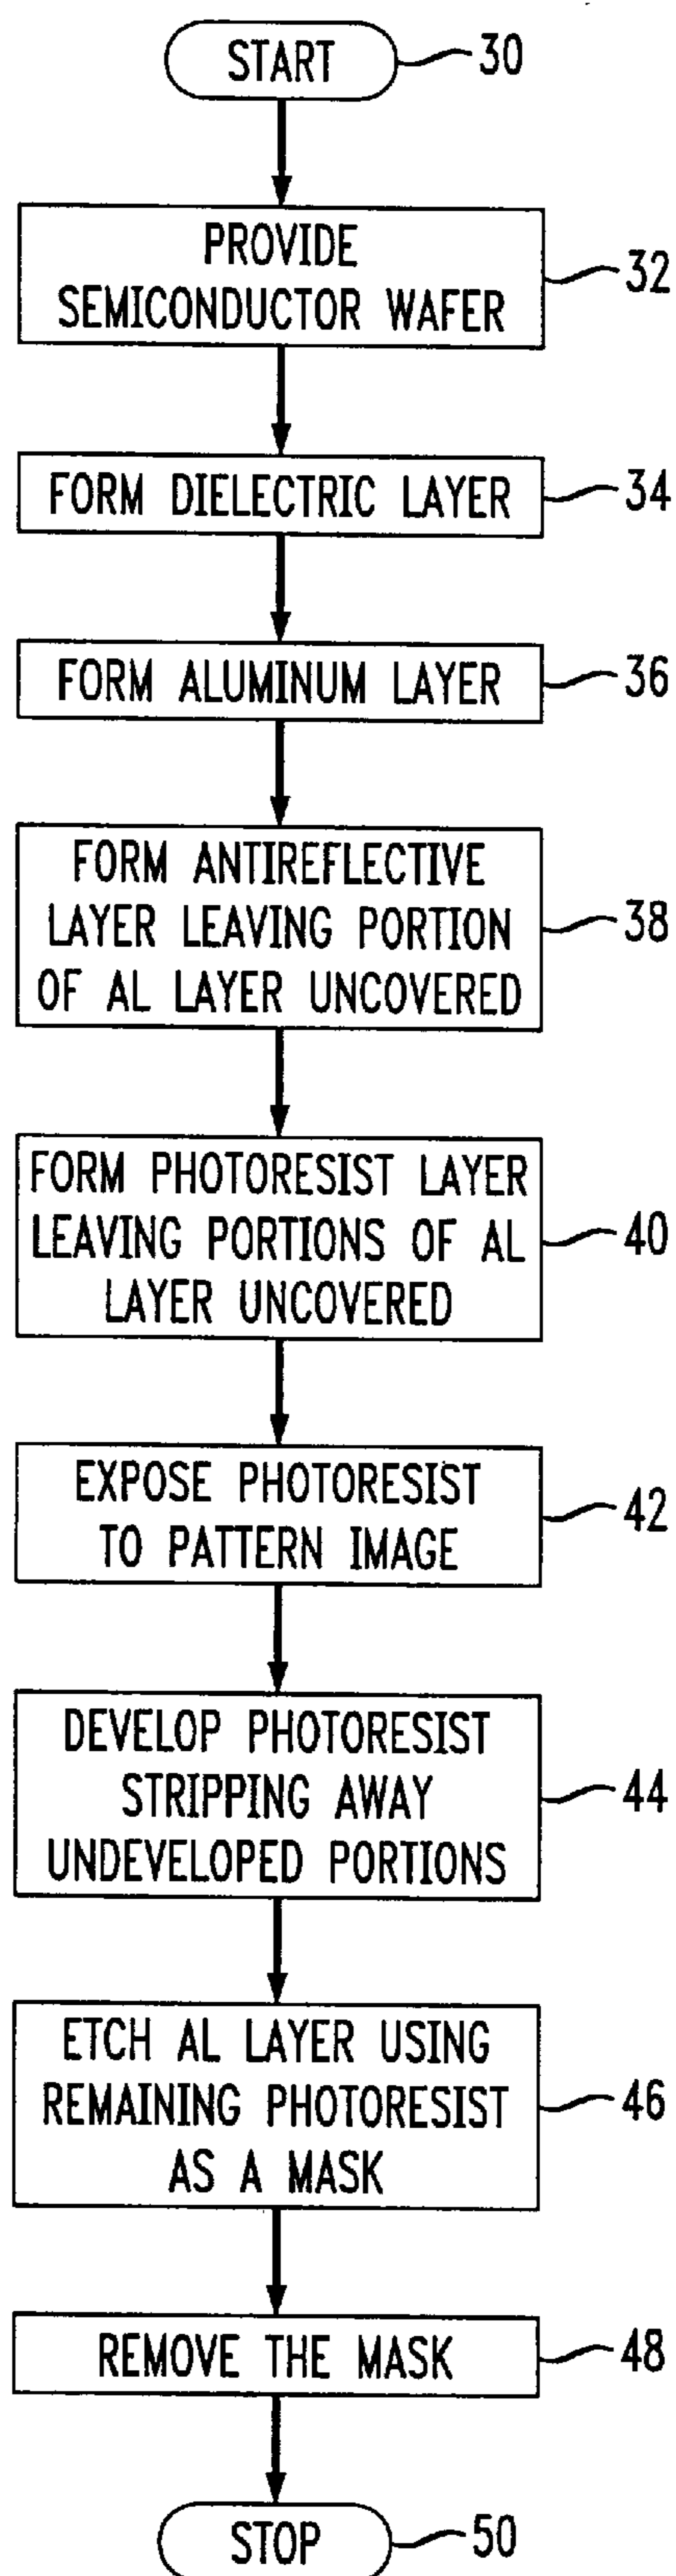 START
30
PROVIDE
SEMICONDUCTOR WAFER
32
FORM DIELECTRIC LAYER
34
FORM ALUMINUM LAYER
36
FORM ANTIREFLECTIVE
LAYER LEAVING PORTION
OF AL LAYER UNCOVERED
38
FORM PHOTORESIST LAYER
LEAVING PORTIONS OF AL
LAYER UNCOVERED
40
EXPOSE PHOTORESIST
TO PATTERN IMAGE
42
DEVELOP PHOTORESIST
STRIPPING AWAY
UNDEVELOPED PORTIONS
44
ETCH AL LAYER USING
REMAINING PHOTORESIST
AS A MASK
46
REMOVE THE MASK
48
STOP
50